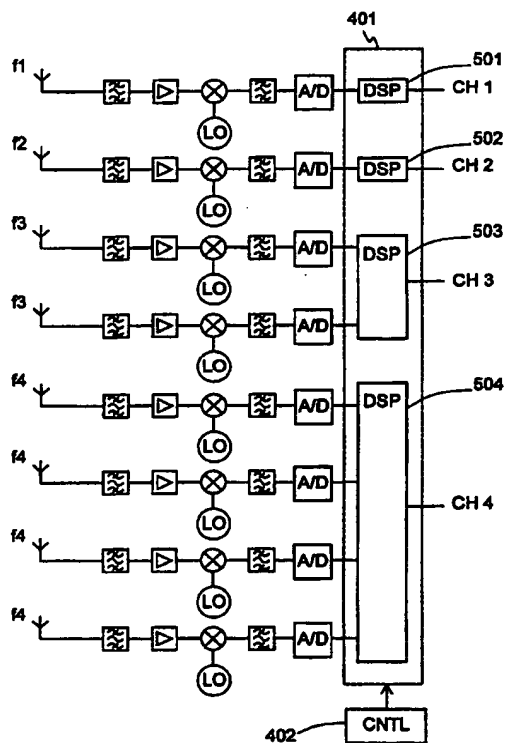 401
501
f1
A/D
DSP
CH 1
LO
502
f2
A/D
DSP
CH 2
LO
503
f3
A/D
DSP
CH 3
LO
f3
A/D
LO
504
f4
A/D
DSP
LO
f4
A/D
CH 4
LO
f4
A/D
LO
f4
A/D
LO
402
CNTL